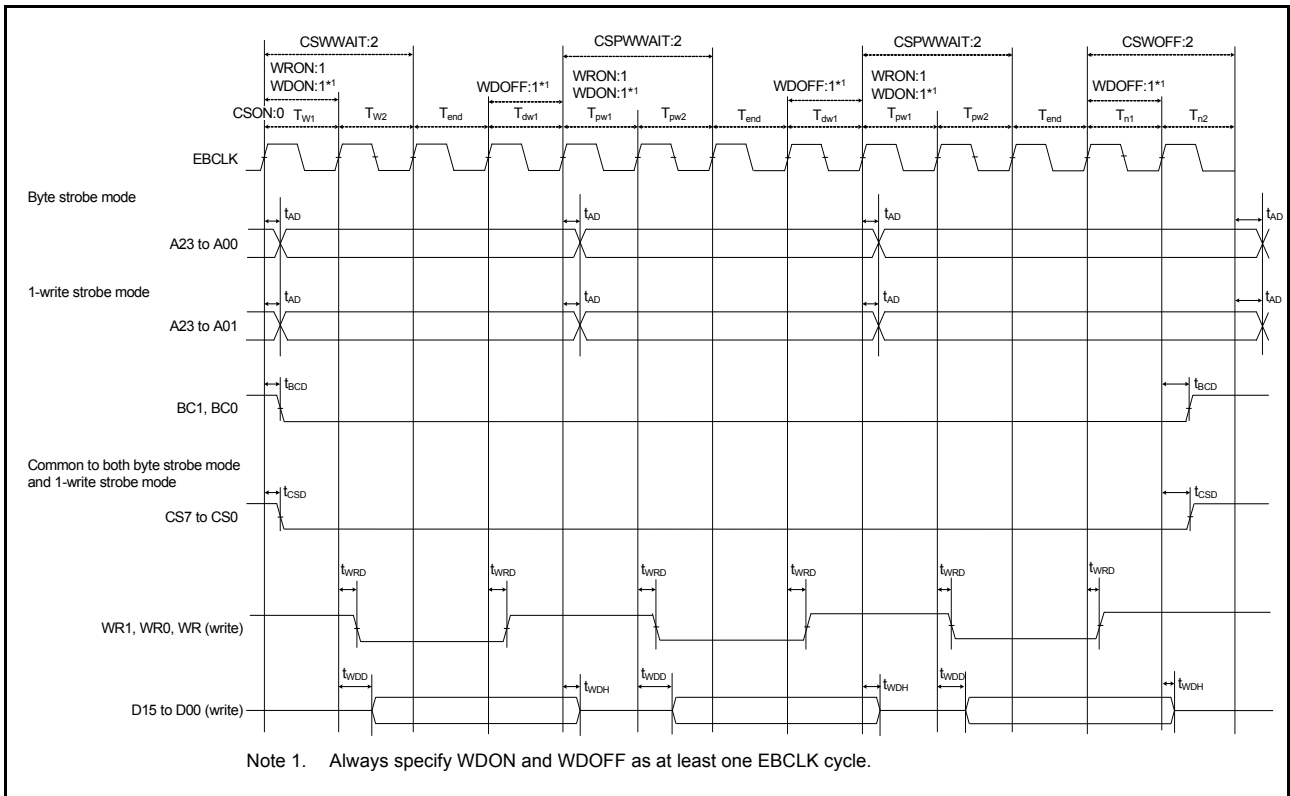 CSWWAIT:2 CSPWWAIT:2 CSPWWAIT:2 CSWOFF:2
WRON:1 WRON:1 WRON:1
WDON:1*1 WDOFF:1*1 WDON:1*1 WDOFF:1*1 WDON:1*1 WDOFF:1*1
CSON:0 TW1 TW2 Tend Tdw1 Tpw1 Tpw2 Tend Tdw1 Tpw1 Tpw2 Tend Tn1 Tn2
EBCLK
Byte strobe mode
tAD tAD tAD tAD
A23 to A00
1-write strobe mode
tAD tAD tAD tAD
A23 to A01
tBCD tBCD
BC1, BC0
Common to both byte strobe mode
and 1-write strobe mode
tCSD tCSD
CS7 to CS0
tWRD tWRD tWRD tWRD tWRD tWRD
WR1, WR0, WR (write)
tWDD tWDH tWDD tWDH tWDD tWDH
D15 to D00 (write)
Note 1. Always specify WDON and WDOFF as at least one EBCLK cycle.